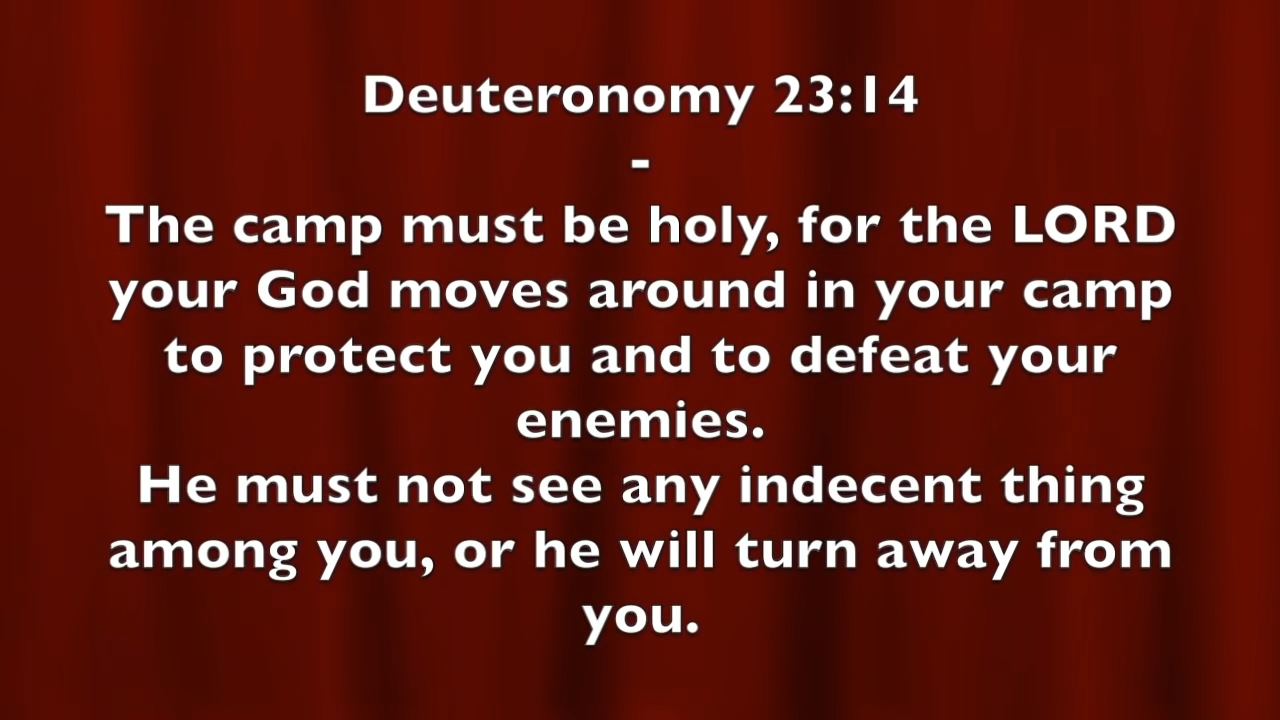 Deuteronomy 23:14
-
The camp must be holy, for the LORD
your God moves around in your camp
to protect you and to defeat your
enemies.
He must not see any indecent thing
among you, or he will turn away from
you.